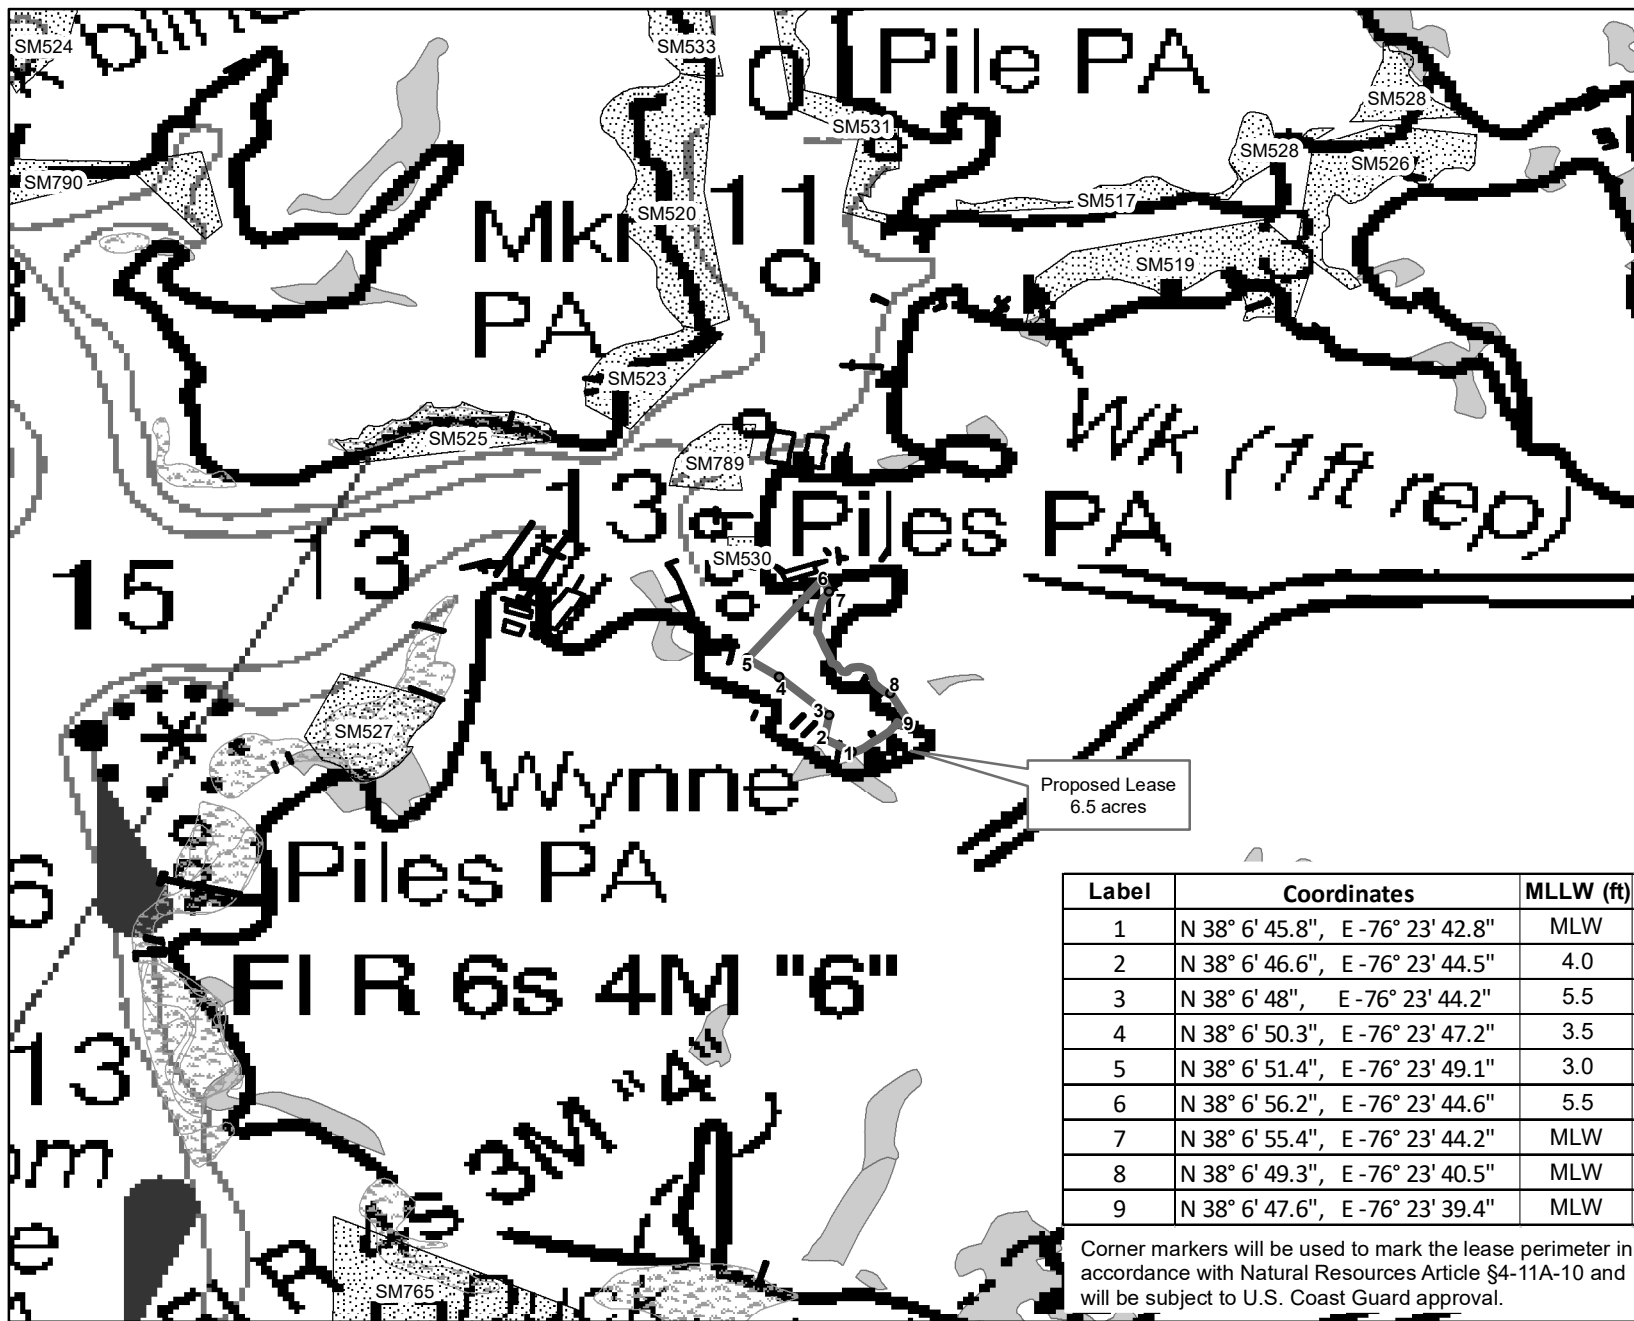 SM524
SM533
10
Pile PA
SM528
SM531
SM528
SM526
SM790
SM517
SM520
11
Mkr
PA
SM519
SM523
SM525
SM789
Wk (1ft rep)
13
Piles PA
13
SM530
15
6
7
5
4
8
3
9
2
1
SM527
Wynne
Proposed Lease
6.5 acres
6
Piles PA
Fl R 6s 4M "6"
13
3M "4"
SM765
Label Coordinates MLLW (ft)
1 N 38° 6' 45.8", E -76° 23' 42.8" MLW
2 N 38° 6' 46.6", E -76° 23' 44.5" 4.0
3 N 38° 6' 48", E -76° 23' 44.2" 5.5
4 N 38° 6' 50.3", E -76° 23' 47.2" 3.5
5 N 38° 6' 51.4", E -76° 23' 49.1" 3.0
6 N 38° 6' 56.2", E -76° 23' 44.6" 5.5
7 N 38° 6' 55.4", E -76° 23' 44.2" MLW
8 N 38° 6' 49.3", E -76° 23' 40.5" MLW
9 N 38° 6' 47.6", E -76° 23' 39.4" MLW
Corner markers will be used to mark the lease perimeter in
accordance with Natural Resources Article §4-11A-10 and
will be subject to U.S. Coast Guard approval.